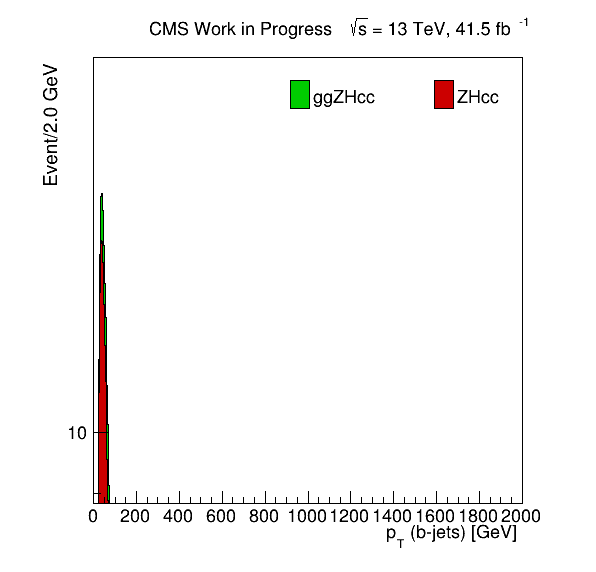 CMS Work in Progress √s = 13 TeV, 41.5 fb -1
Event/2.0 GeV
ggZHcc ZHcc
10
0 200 400 600 800 1000 1200 1400 1600 1800 2000
pT (b-jets) [GeV]